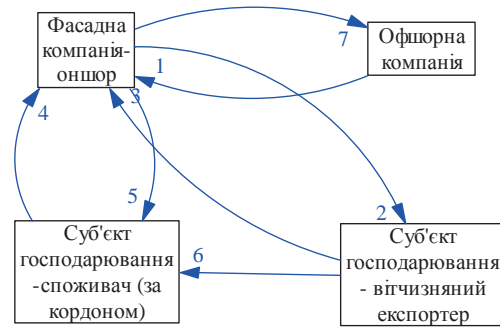 Фасадна
компанія-
оншор
7
Офшорна
компанія
1
3
4
5
2
Суб'єкт
господарювання
-споживач (за
кордоном)
6
Суб'єкт
господарювання
- вітчизняний
експортер